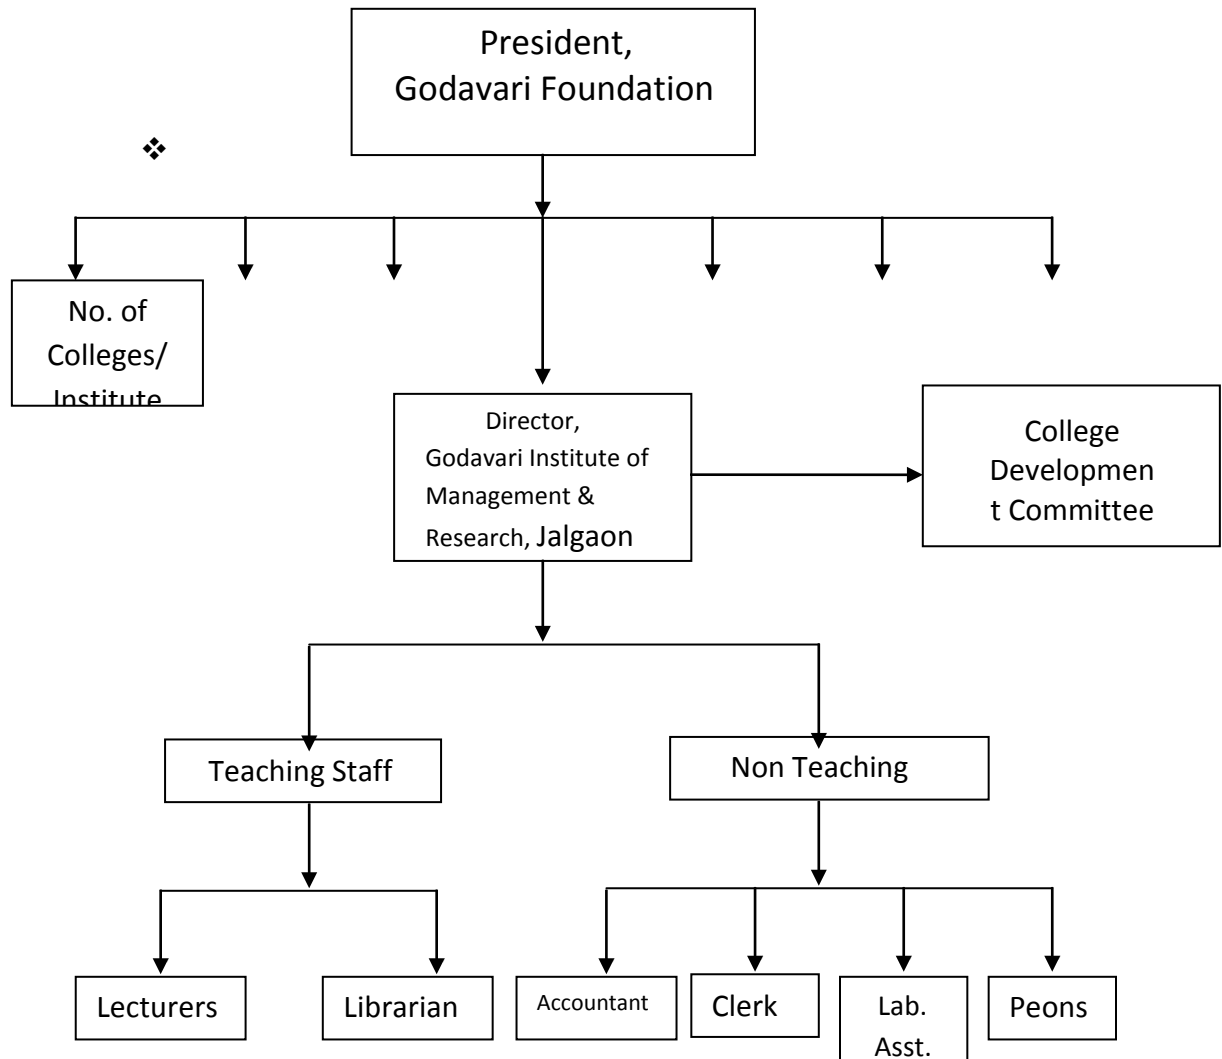 President,
Godavari Foundation
❖
No. of
Colleges/
Institute
Director,
Godavari Institute of
Management &
Research, Jalgaon
College
Developmen
t Committee
Teaching Staff
Non Teaching
Lecturers
Librarian
Accountant
Clerk
Lab.
Asst.
Peons